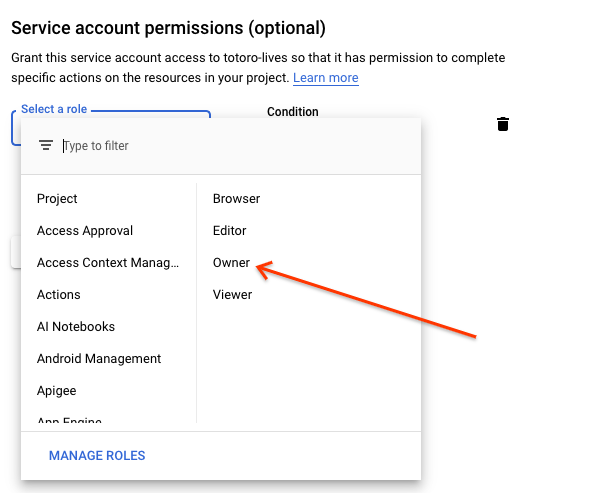 Service account permissions (optional)
Grant this service account access to totoro-lives so that it has permission to complete
specific actions on the resources in your project. Learn more
Select a role
Condition
Type to filter
Project
Access Approval
Access Context Manag...
Actions
AI Notebooks
Android Management
Apigee
App Engine
Browser
Editor
Owner
Viewer
MANAGE ROLES